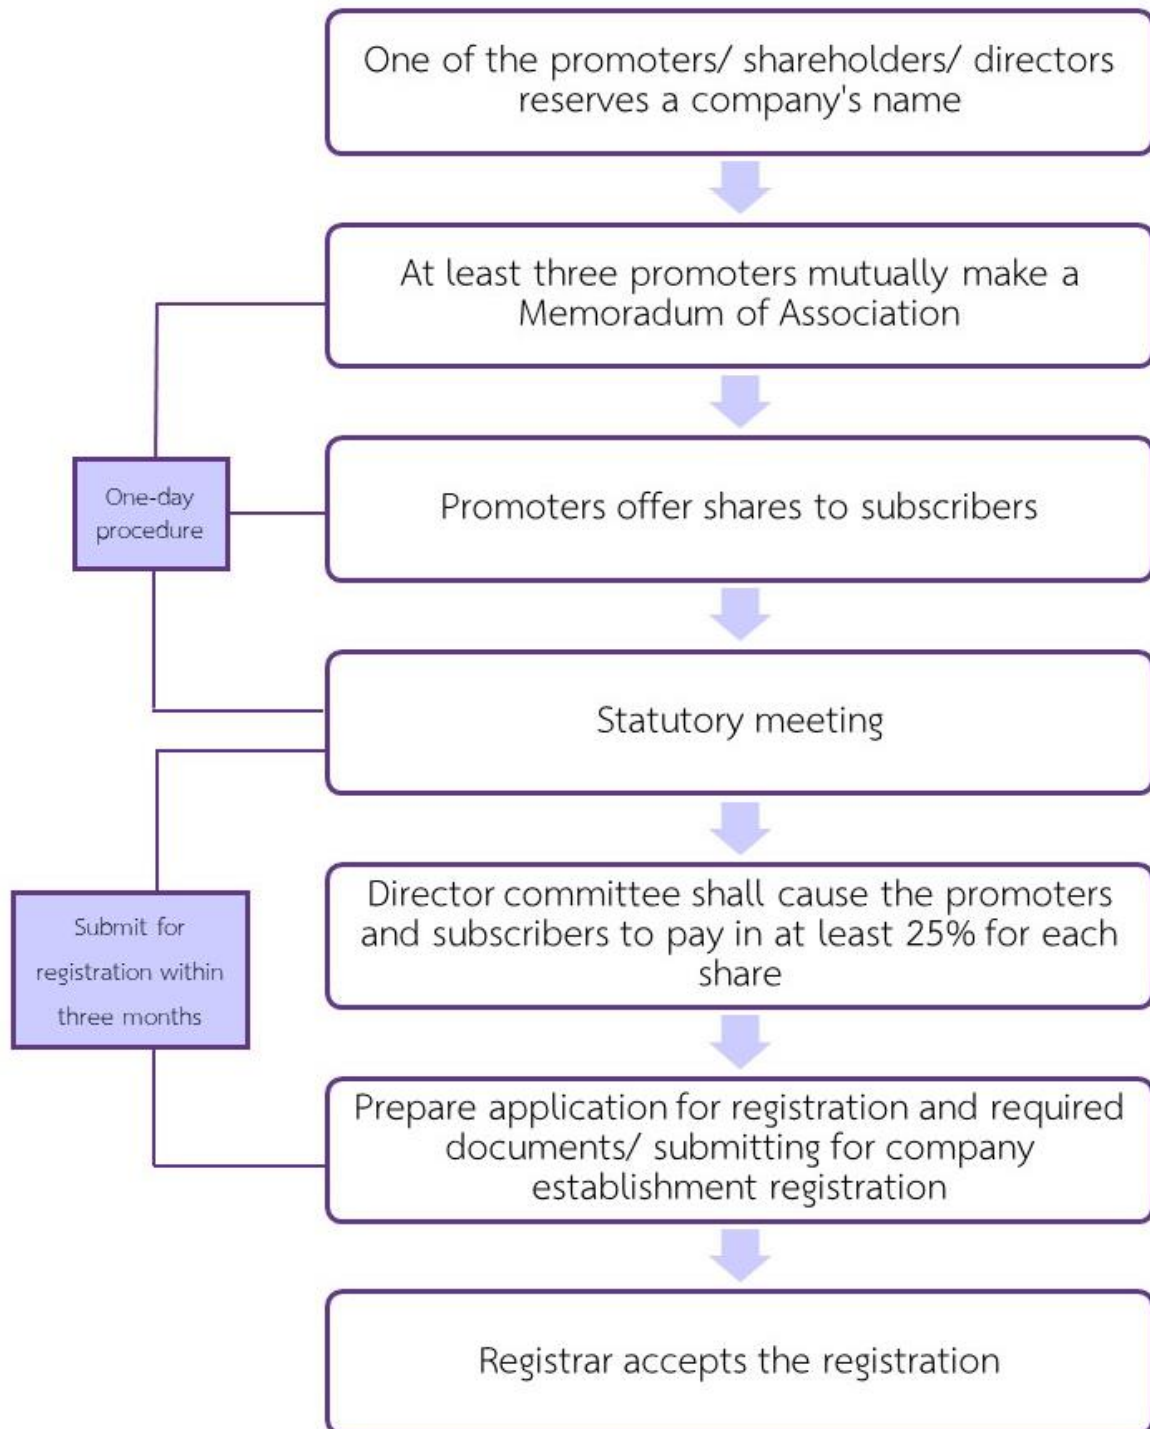 One of the promoters/ shareholders/ directors
reserves a company's name
At least three promoters mutually make a
Memoradum of Association
One-day
procedure
Promoters offer shares to subscribers
Statutory meeting
Submit for
registration within
three months
Director committee shall cause the promoters
and subscribers to pay in at least 25% for each
share
Prepare application for registration and required
documents/ submitting for company
establishment registration
Registrar accepts the registration